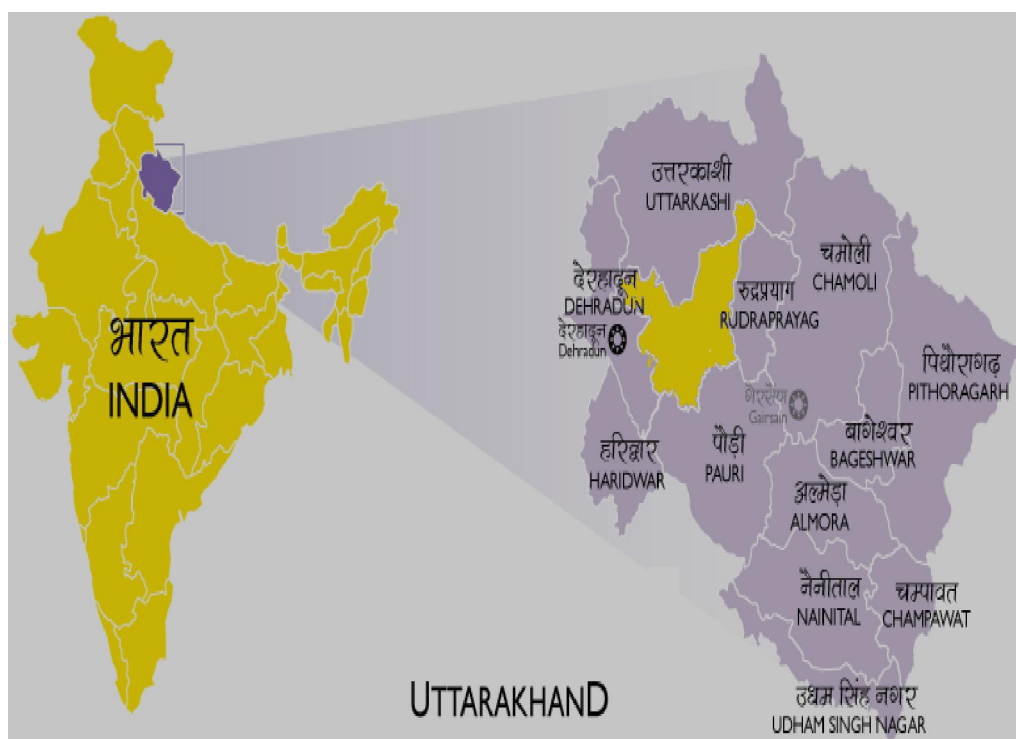 भारत
INDIA
उत्तरकाशी
UTTARKASHI
चमोली
CHAMOLI
देहरादून
DEHRADUN
देहरादून
Dehradun
रुद्रप्रयाग
RUDRAPRAYAG
पिथौरागढ़
PITHORAGARH
गैरसैण
Gairsain
हरिद्वार
HARIDWAR
पौड़ी
PAURI
बागेश्वर
BAGESHWAR
अल्मोड़ा
ALMORA
नैनीताल
NAINITAL
चम्पावत
CHAMPAWAT
उधम सिंह नगर
UDHAM SINGH NAGAR
UTTARAKHAND